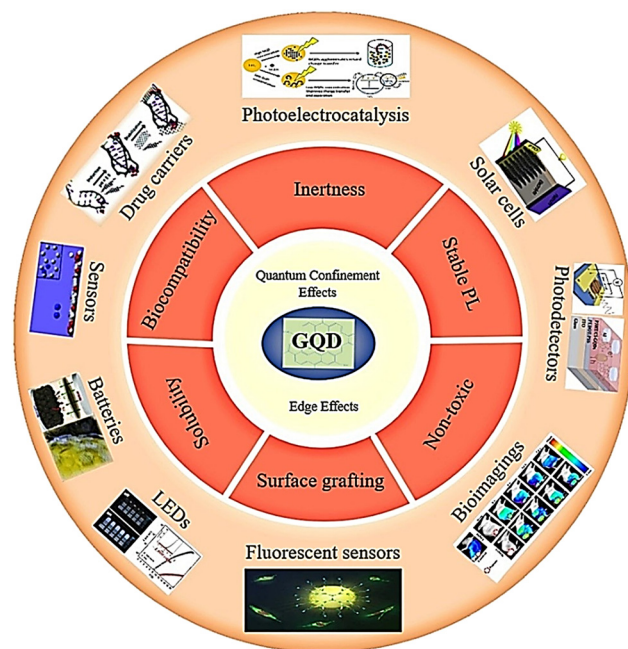 Photoelectrocatalysis
Solar cells
Photodetectors
Bioimagings
Fluorescent sensors
LEDs
Batteries
Sensors
Drug carriers
Inertness
Stable PL
Non-toxic
Surface grafting
Solubility
Biocompatibility
Quantum Confinement
Effects
GQD
Edge Effects